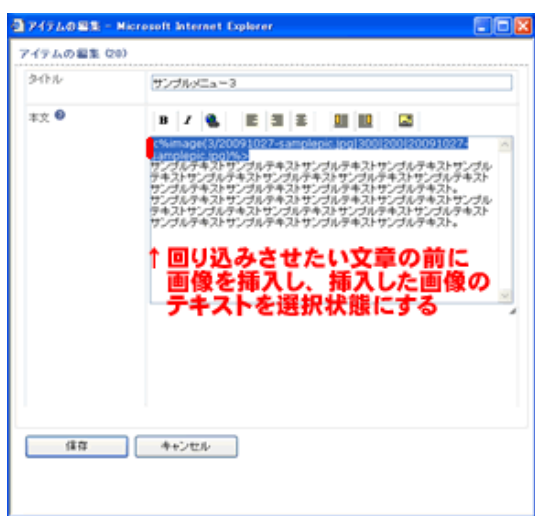 アイテムの編集 - Microsoft Internet Explorer
アイテムの編集 (20)
タイトル
サンプルメニュー3
本文
B I
<%image(3/20091027-samplepic.jpg|300|200|20091027-
samplepic.jpg)%>
サンプルテキストサンプルテキストサンプルテキストサンプルテキストサンプル
テキストサンプルテキストサンプルテキストサンプルテキストサンプルテキスト
サンプルテキストサンプルテキストサンプルテキストサンプルテキスト。
サンプルテキストサンプルテキストサンプルテキストサンプルテキストサンプル
テキストサンプルテキストサンプルテキストサンプルテキストサンプルテキスト
サンプルテキストサンプルテキストサンプルテキストサンプルテキスト。
↑回り込みさせたい文章の前に
画像を挿入し、挿入した画像の
テキストを選択状態にする
保存
キャンセル